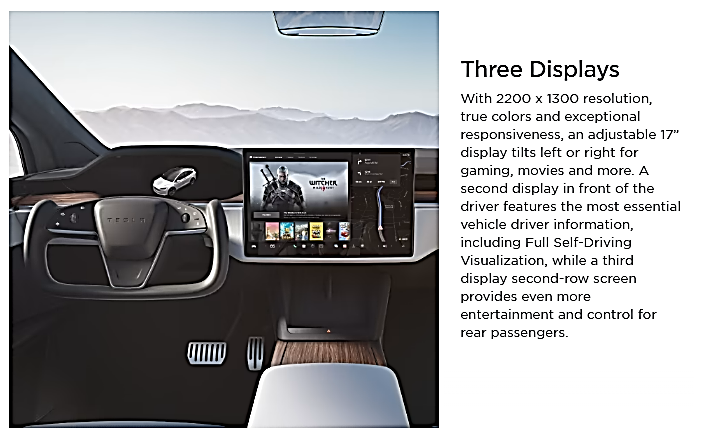 TESLA
THE
WITCHER
Three Displays
With 2200 x 1300 resolution,
true colors and exceptional
responsiveness, an adjustable 17”
display tilts left or right for
gaming, movies and more. A
second display in front of the
driver features the most essential
vehicle driver information,
including Full Self-Driving
Visualization, while a third
display second-row screen
provides even more
entertainment and control for
rear passengers.